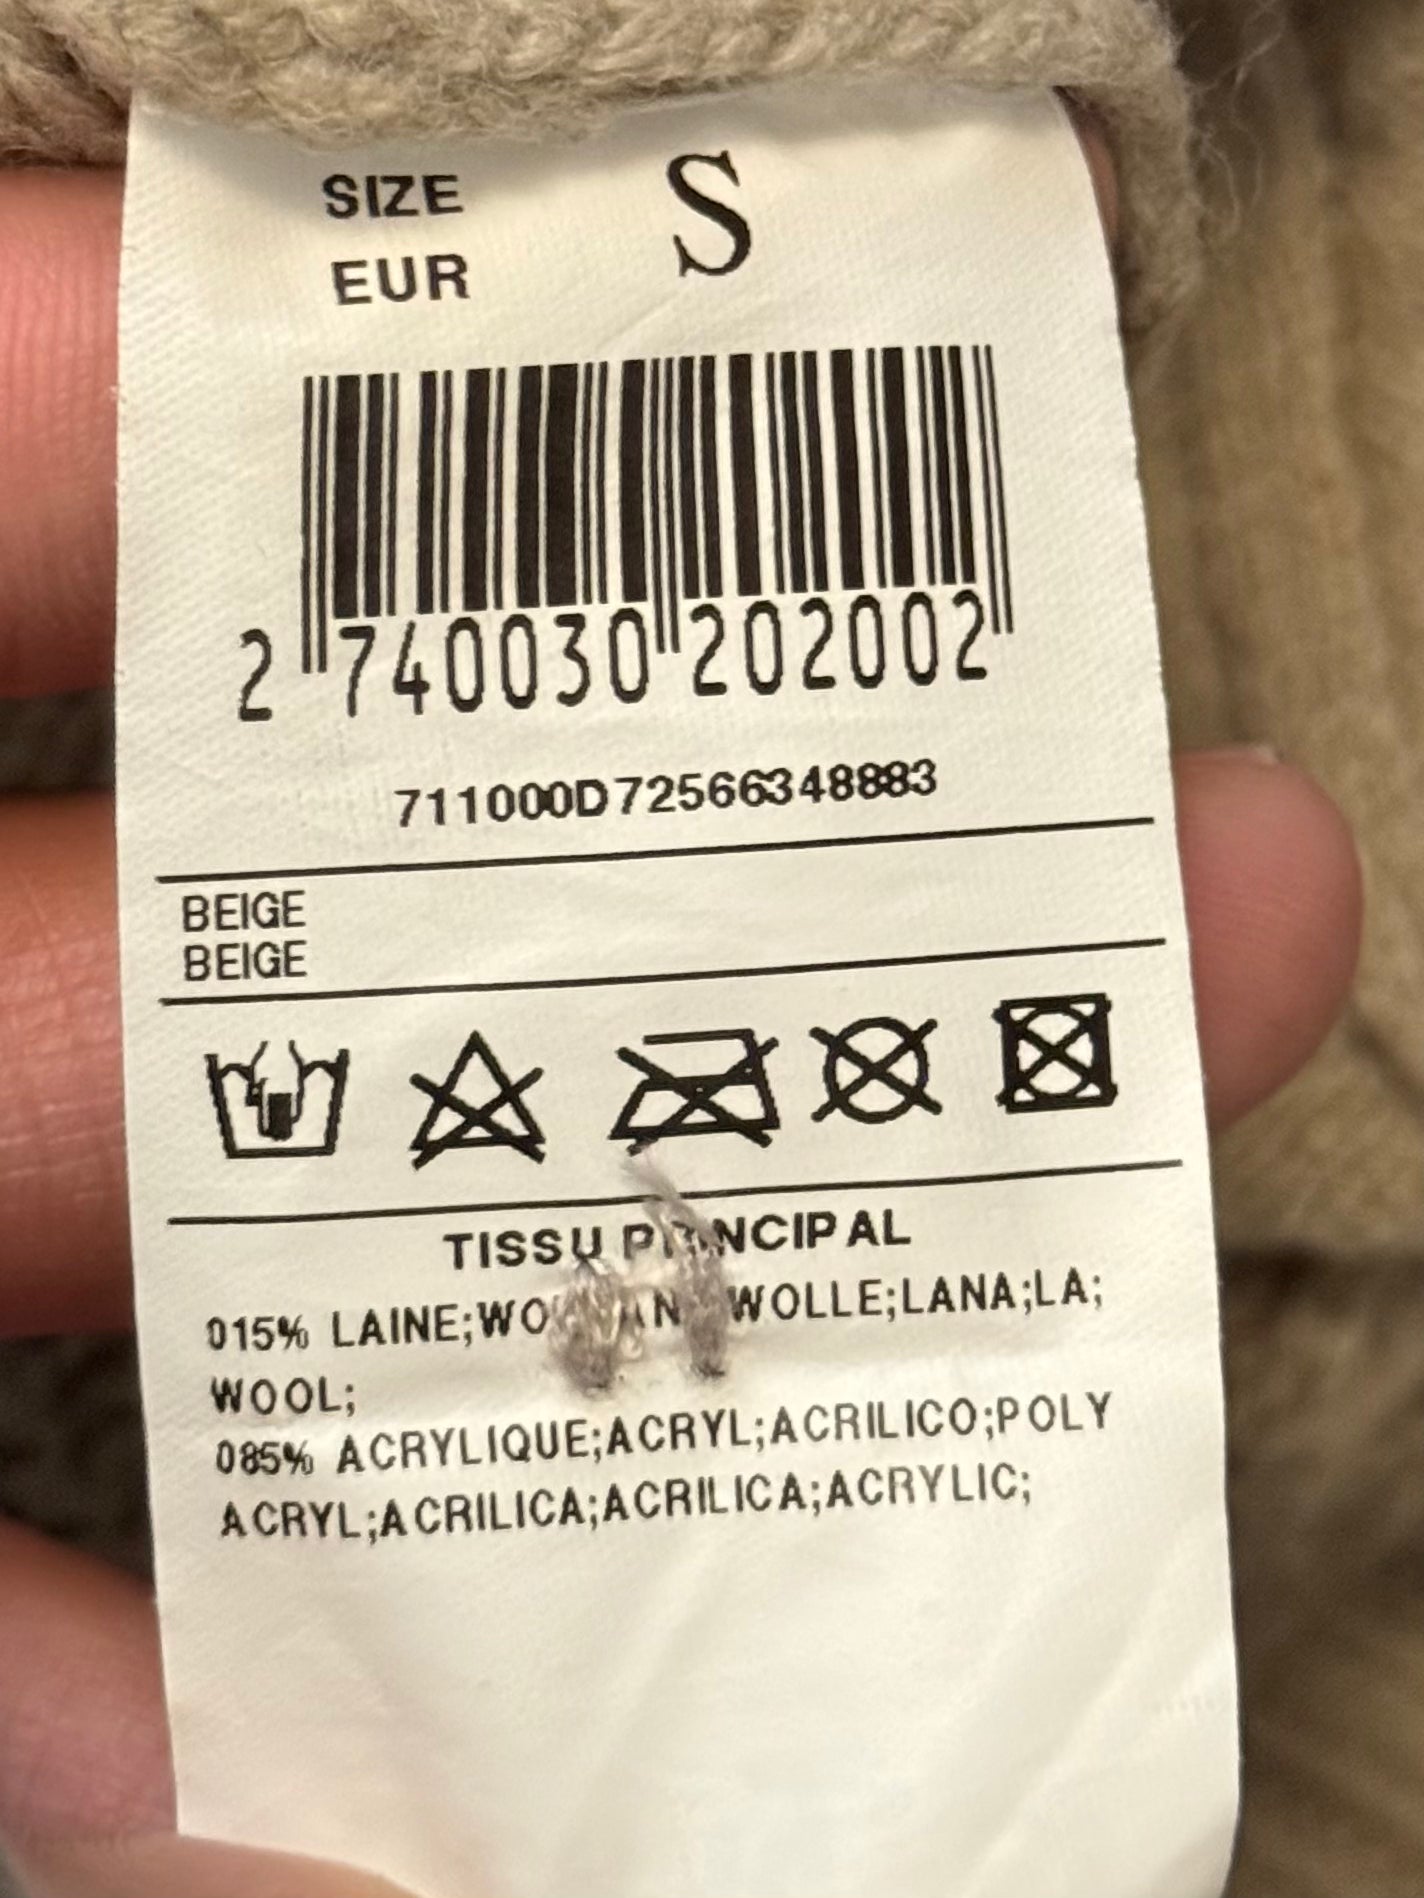 SIZE S
EUR
2 740030 202002
711000D72566348883
BEIGE
BEIGE
TISSU PRINCIPAL
015% LAINE; WOLLE;LANA;LA;
WOOL;
085% ACRYLIQUE;ACRYL;ACRILICO;POLY
ACRYL;ACRILICA;ACRILICA;ACRYLIC;